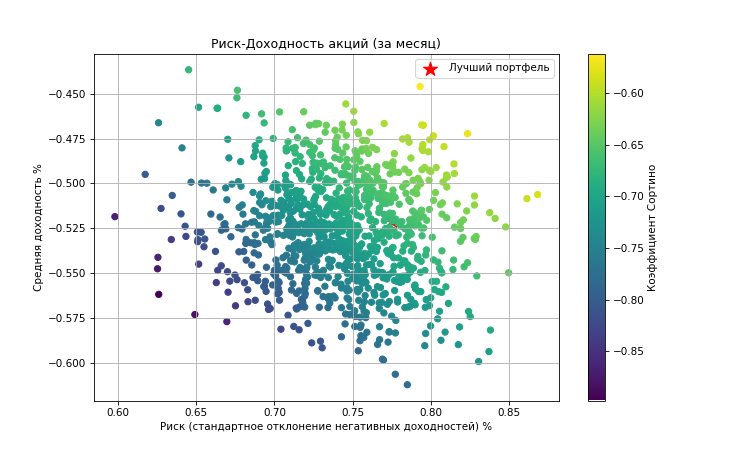 Риск-Доходность акций (за месяц)
Лучший портфель
Средняя доходность %
−0.450
−0.475
−0.500
−0.525
−0.550
−0.575
−0.600
0.60 0.65 0.70 0.75 0.80 0.85
Риск (стандартное отклонение негативных доходностей) %
−0.60
−0.65
−0.70
−0.75
−0.80
−0.85
Коэффициент Сортино